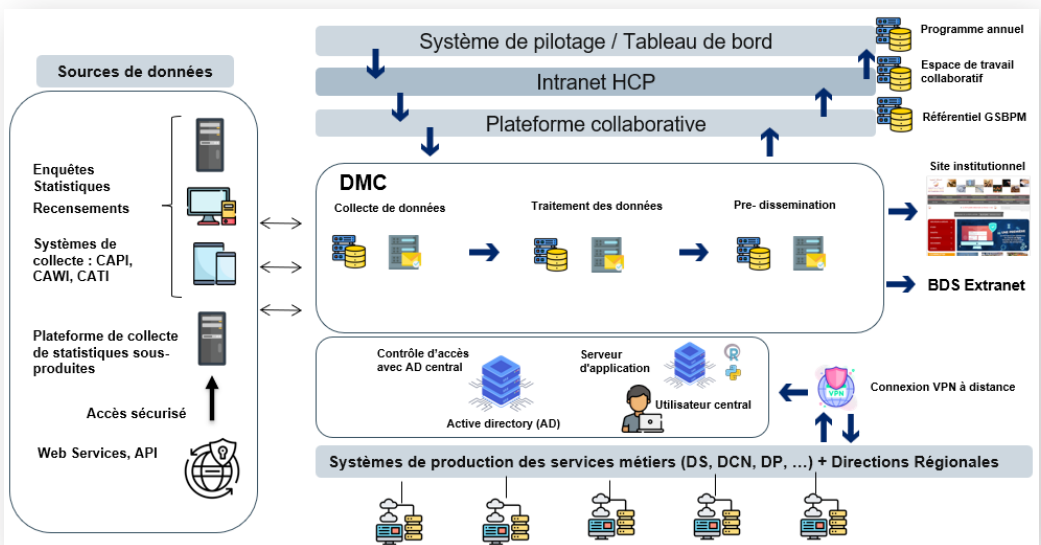 Système de pilotage / Tableau de bord
Intranet HCP
Plateforme collaborative
Programme annuel
Espace de travail
collaboratif
Référentiel GSBPM
Sources de données
Enquêtes
Statistiques
Recensements
Systèmes de
collecte : CAPI,
CAWI, CATI
Plateforme de collecte
de statistiques sous-
produites
Accès sécurisé
Web Services, API
DMC
Collecte de données
Traitement des données
Pre- dissemination
Site institutionnel
BDS Extranet
Contrôle d'accès
avec AD central
Active directory (AD)
Serveur
d'application
R
Utilisateur central
VPN
Connexion VPN à distance
Systèmes de production des services métiers (DS, DCN, DP, ...) + Directions Régionales